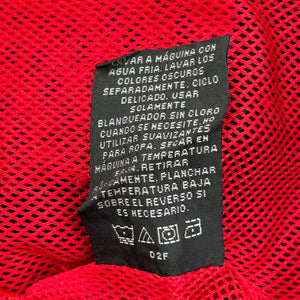 LAVAR A MÁQUINA CON
AGUA FRIA. LAVAR LOS
COLORES OSCUROS
SEPARADAMENTE. CICLO
DELICADO. USAR
SOLAMENTE
BLANQUEADOR SIN CLORO
CUANDO SE NECESITE. NO
UTILIZAR SUAVIZANTES
PARA ROPA. SECAR EN
MÁQUINA A TEMPERATURA
BAJA. RETIRAR
PLANCHAR
A TEMPERATURA BAJA
SOBRE EL REVERSO SI
ES NECESARIO.
D2F